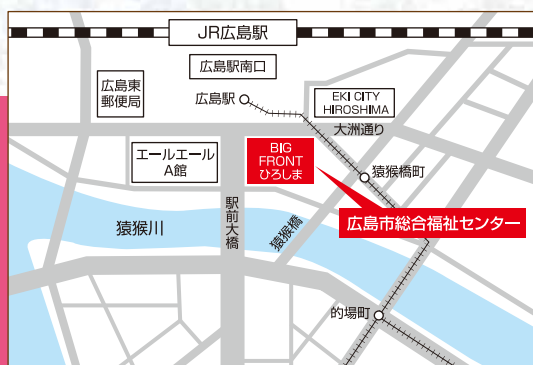 JR広島駅
広島駅南口
広島東
郵便局
広島駅
EKI CITY
HIROSHIMA
大洲通り
エールエール
A館
BIG
FRONT
ひろしま
猿猴橋町
駅前大橋
猿猴川
猿猴橋
広島市総合福祉センター
的場町